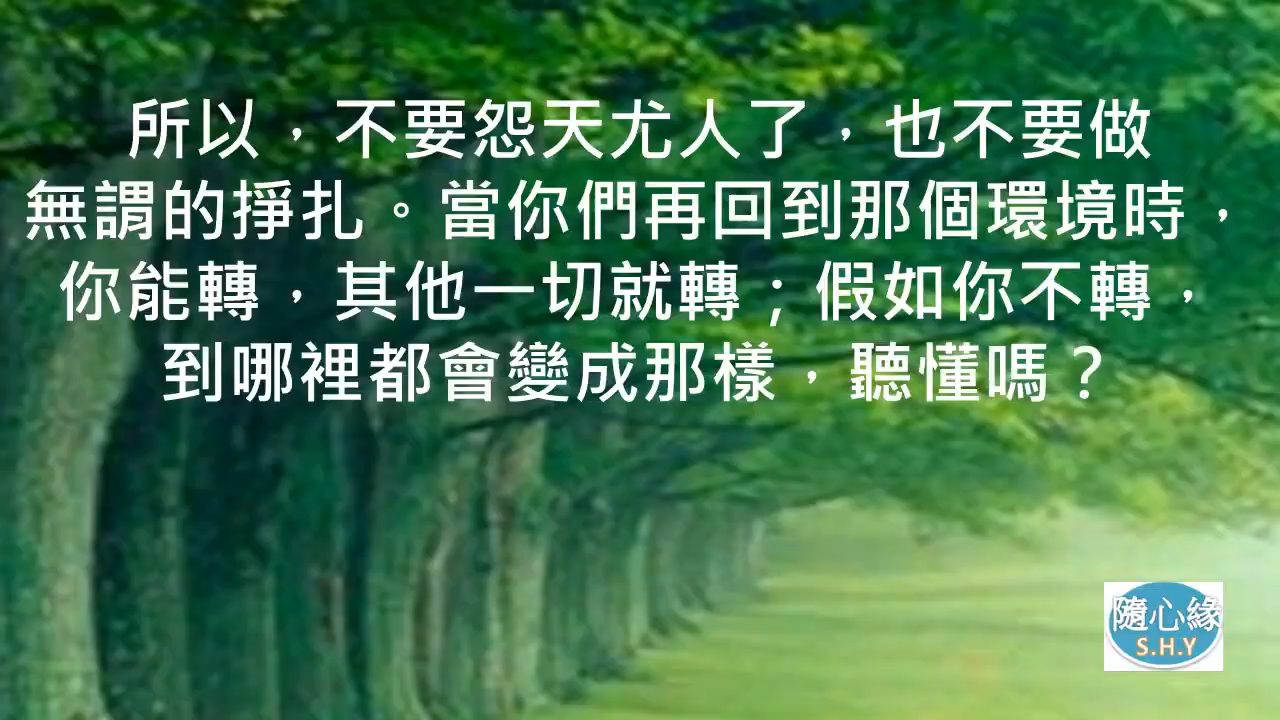 所以，不要怨天尤人了，也不要做
無謂的掙扎。當你們再回到那個環境時，
你能轉，其他一切就轉；假如你不轉，
到哪裡都會變成那樣，聽懂嗎？
隨心緣
S.H.Y